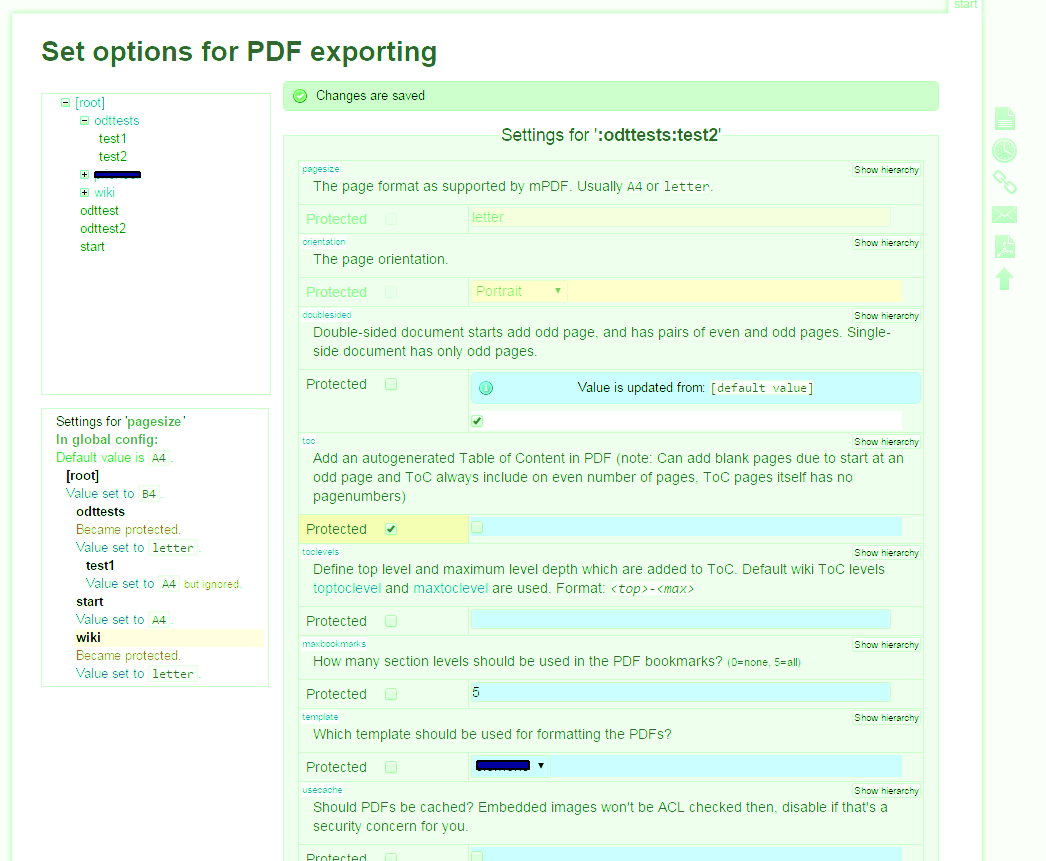 start
Set options for PDF exporting
[root]
odttests
test1
test2
wiki
odttest
odttest2
start
Settings for 'pagesize'
In global config:
Default value is A4.
[root]
Value set to B4.
odttests
Became protected.
Value set to letter.
test1
Value set to A4 but ignored.
start
Value set to A4.
wiki
Became protected.
Value set to letter.
Changes are saved
Settings for ':odttests:test2'
pagesize
Show hierarchy
The page format as supported by mPDF. Usually A4 or letter.
Protected
letter
orientation
Show hierarchy
The page orientation.
Protected
Portrait
doublesided
Show hierarchy
Double-sided document starts add odd page, and has pairs of even and odd pages. Single-
side document has only odd pages.
Protected
Value is updated from: [default value]
toc
Show hierarchy
Add an autogenerated Table of Content in PDF (note: Can add blank pages due to start at an
odd page and ToC always include on even number of pages, ToC pages itself has no
pagenumbers)
Protected
toclevels
Show hierarchy
Define top level and maximum level depth which are added to ToC. Default wiki ToC levels
toptoclevel and maxtoclevel are used. Format: <top>-<max>
Protected
maxbookmarks
Show hierarchy
How many section levels should be used in the PDF bookmarks? (0=none, 5=all)
Protected
5
template
Show hierarchy
Which template should be used for formatting the PDFs?
Protected
usecache
Show hierarchy
Should PDFs be cached? Embedded images won't be ACL checked then, disable if that's a
security concern for you.
Protected